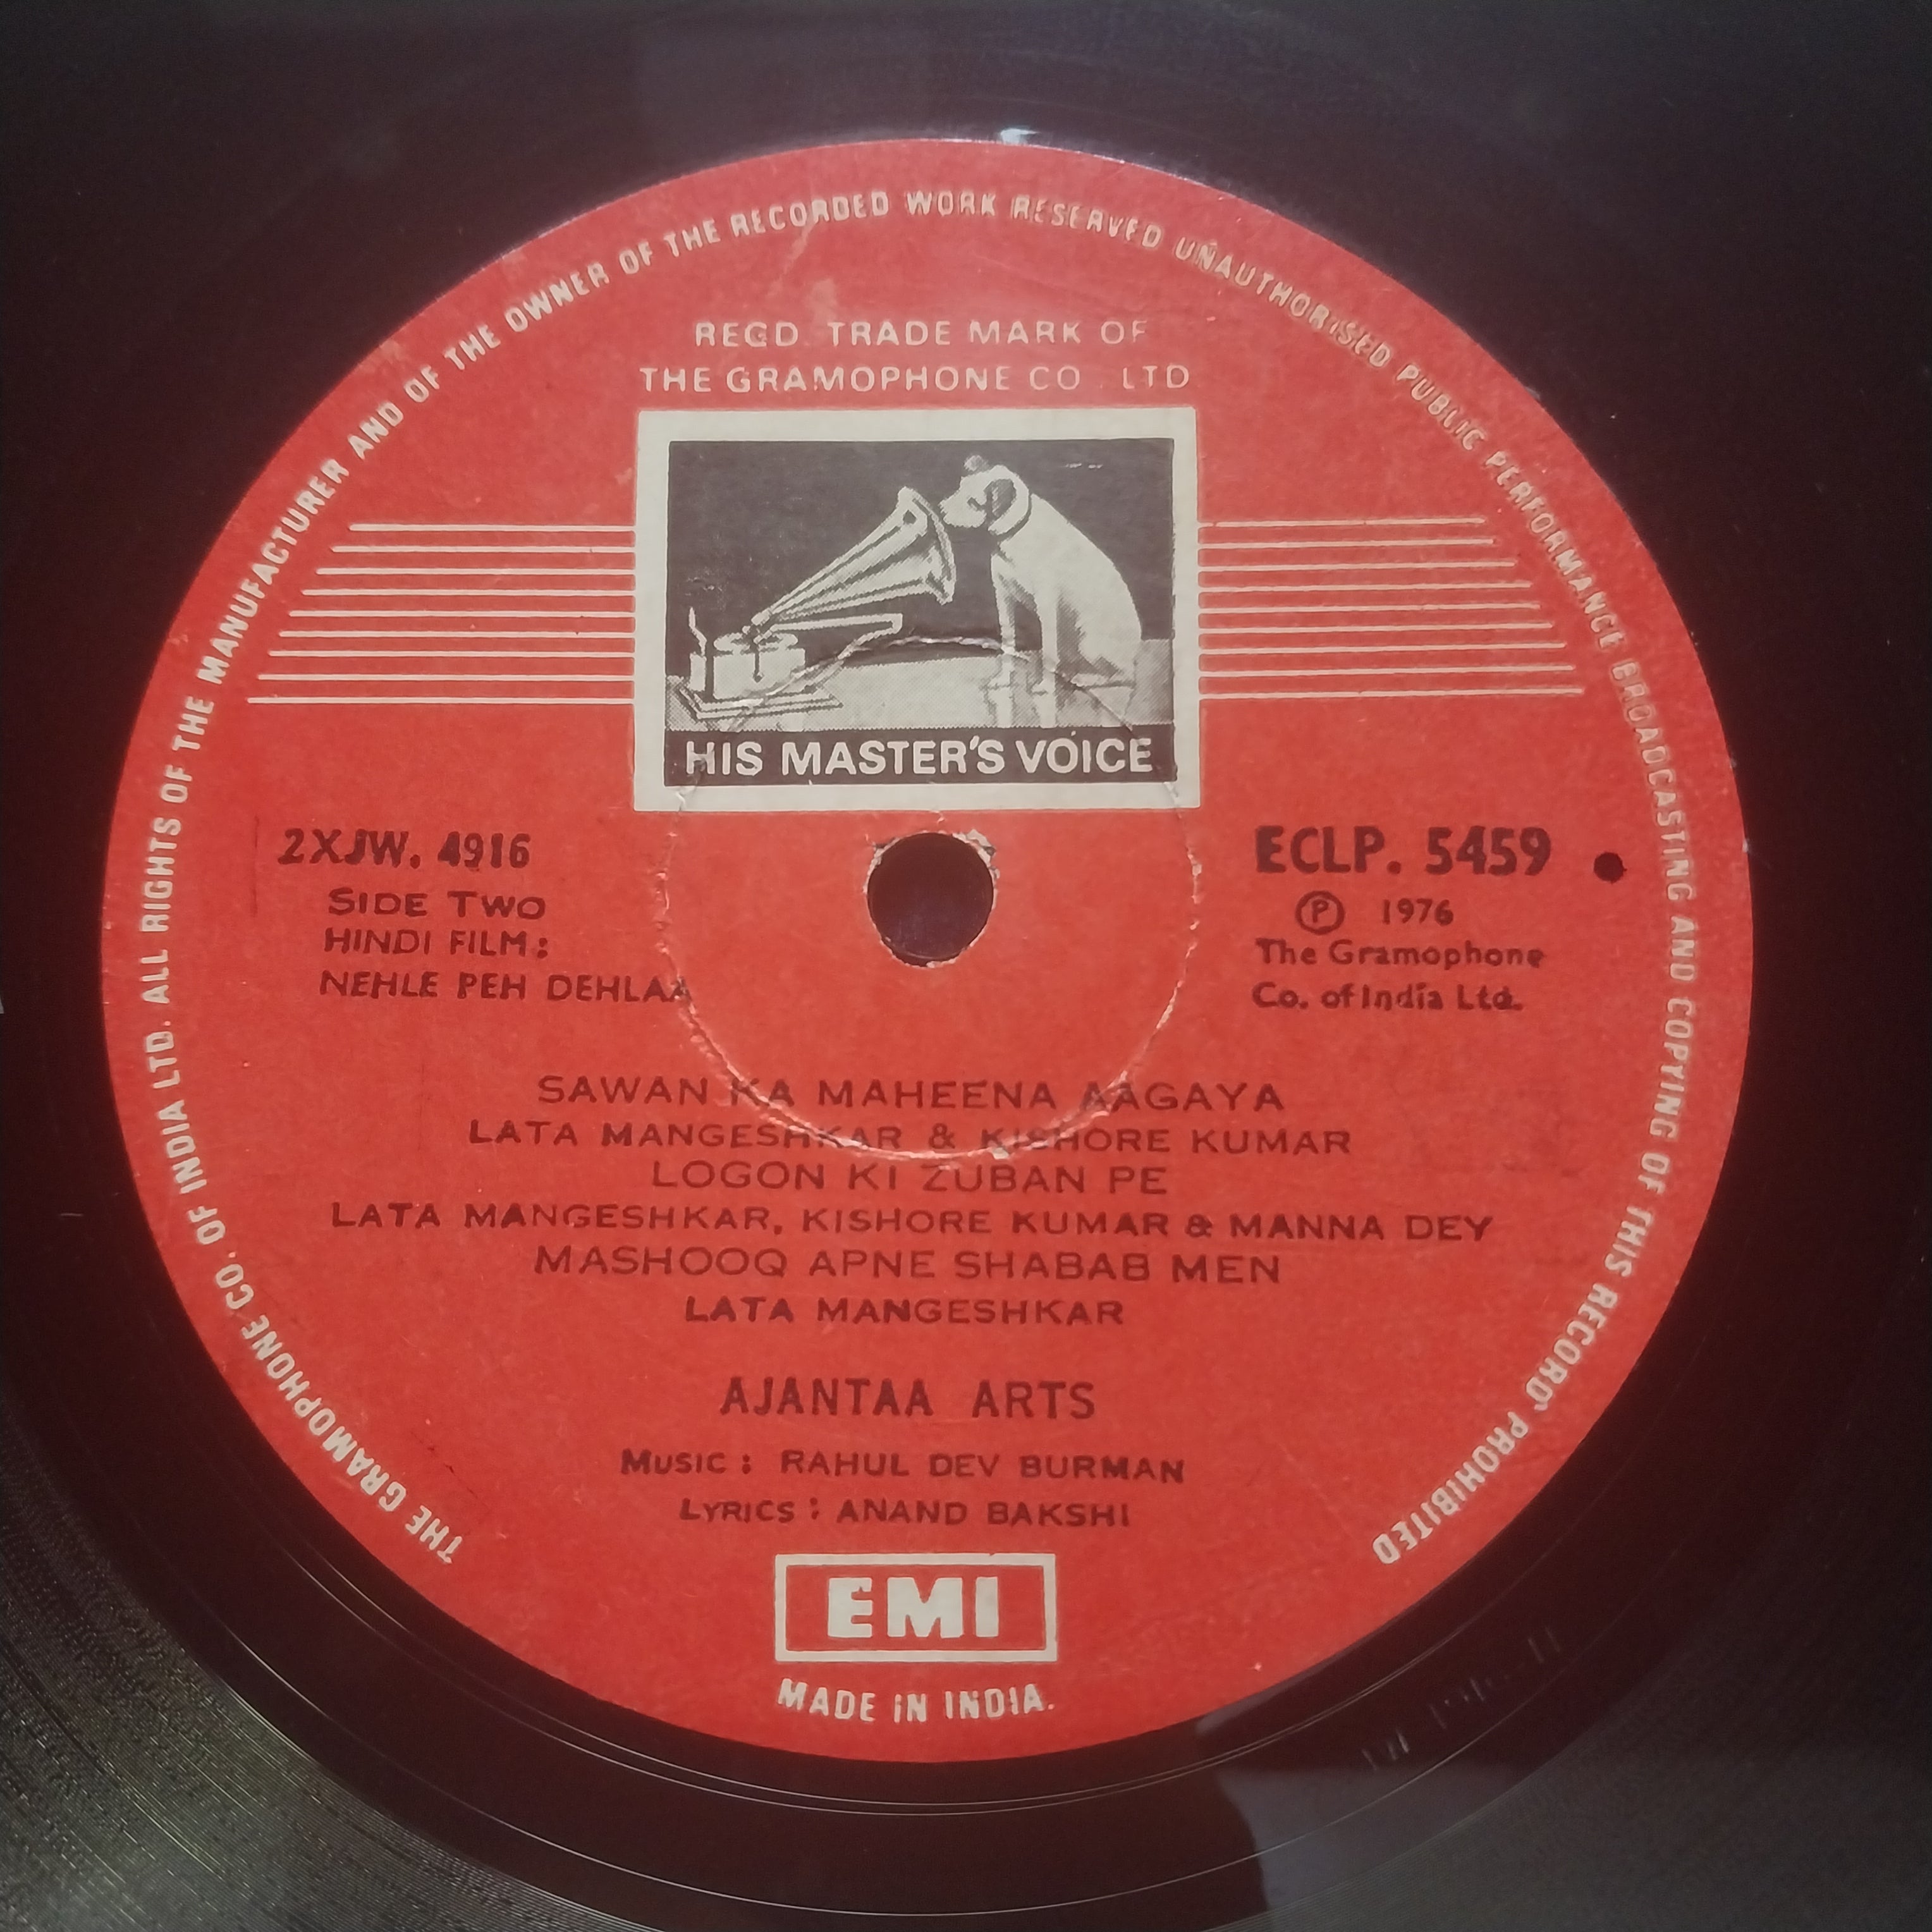 THE GRAMOPHONE CO. OF INDIA LTD. ALL RIGHTS OF THE MANUFACTURER AND OF THE OWNER OF THE RECORDED WORK RESERVED UNAUTHORISED PUBLIC PERFORMANCE BROADCASTING AND COPYING OF THIS RECORD PROHIBITED
REGD. TRADE MARK OF
THE GRAMOPHONE CO. LTD
HIS MASTER'S VOICE
2XJW. 4916
SIDE TWO
HINDI FILM:
NEHLE PEH DEHLAA
ECLP. 5459
Ⓟ 1976
The Gramophone
Co. of India Ltd.
SAWAN KA MAHEENA AAGAYA
LATA MANGESHKAR & KISHORE KUMAR
LOGON KI ZUBAN PE
LATA MANGESHKAR, KISHORE KUMAR & MANNA DEY
MASHOOQ APNE SHABAB MEN
LATA MANGESHKAR
AJANTAA ARTS
MUSIC: RAHUL DEV BURMAN
LYRICS: ANAND BAKSHI
EMI
MADE IN INDIA.